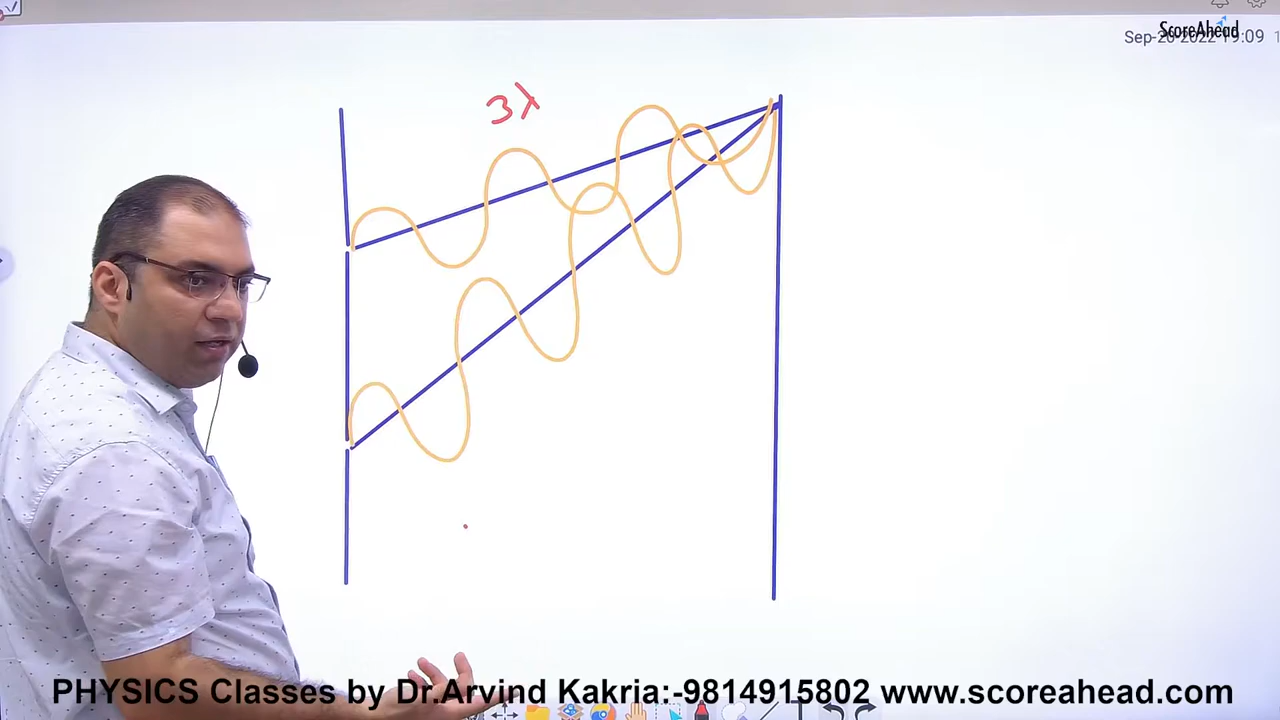 ScoreAhead
3λ
PHYSICS Classes by Dr.Arvind Kakria:-9814915802 www.scoreahead.com